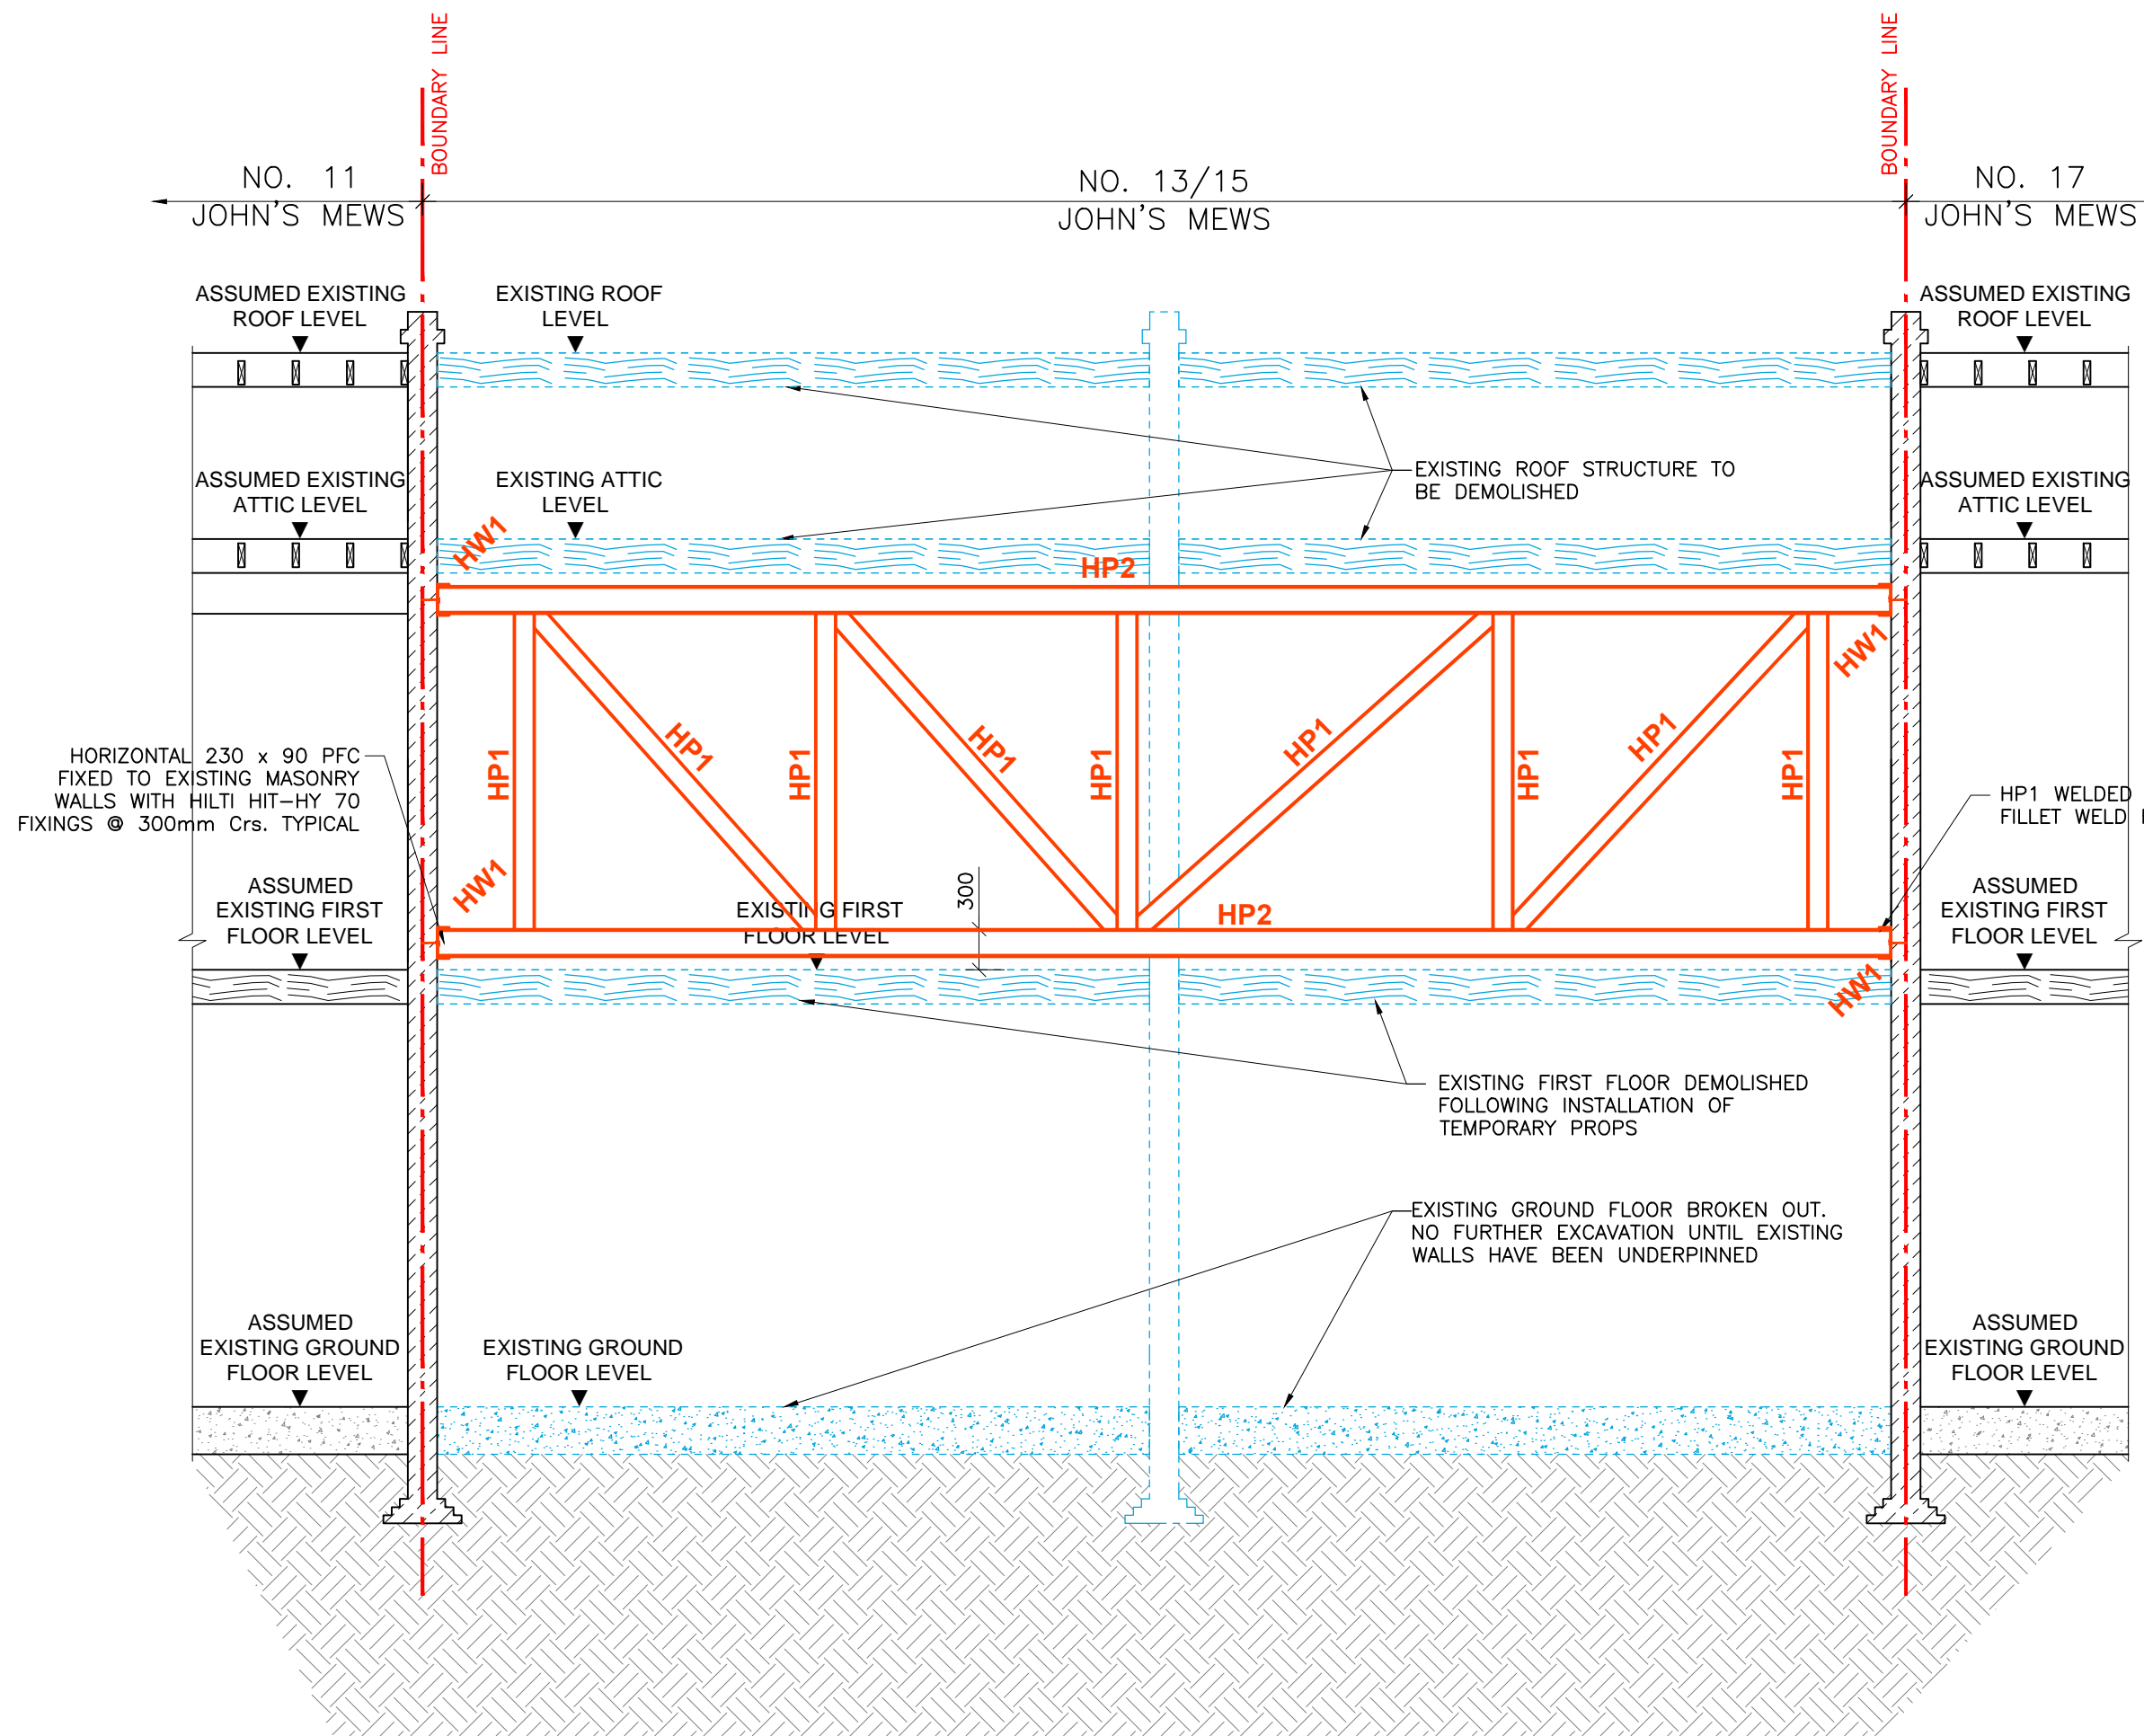 BOUNDARY LINE
BOUNDARY LINE
NO. 11
JOHN'S MEWS
NO. 13/15
JOHN'S MEWS
NO. 17
JOHN'S MEWS
ASSUMED EXISTING
ROOF LEVEL
EXISTING ROOF
LEVEL
ASSUMED EXISTING
ROOF LEVEL
EXISTING ROOF STRUCTURE TO
BE DEMOLISHED
ASSUMED EXISTING
ATTIC LEVEL
EXISTING ATTIC
LEVEL
ASSUMED EXISTING
ATTIC LEVEL
HW1
HP2
HW1
HP1
HP1
HP1
HP1
HP1
HP1
HP1
HP1
HP1
HORIZONTAL 230 x 90 PFC
FIXED TO EXISTING MASONRY
WALLS WITH HILTI HIT-HY 70
FIXINGS @ 300mm Crs. TYPICAL
HP1 WELDED
FILLET WELD
HW1
ASSUMED
EXISTING FIRST
FLOOR LEVEL
EXISTING FIRST
FLOOR LEVEL
300
HP2
ASSUMED
EXISTING FIRST
FLOOR LEVEL
HW1
EXISTING FIRST FLOOR DEMOLISHED
FOLLOWING INSTALLATION OF
TEMPORARY PROPS
EXISTING GROUND FLOOR BROKEN OUT.
NO FURTHER EXCAVATION UNTIL EXISTING
WALLS HAVE BEEN UNDERPINNED
ASSUMED
EXISTING GROUND
FLOOR LEVEL
EXISTING GROUND
FLOOR LEVEL
ASSUMED
EXISTING GROUND
FLOOR LEVEL